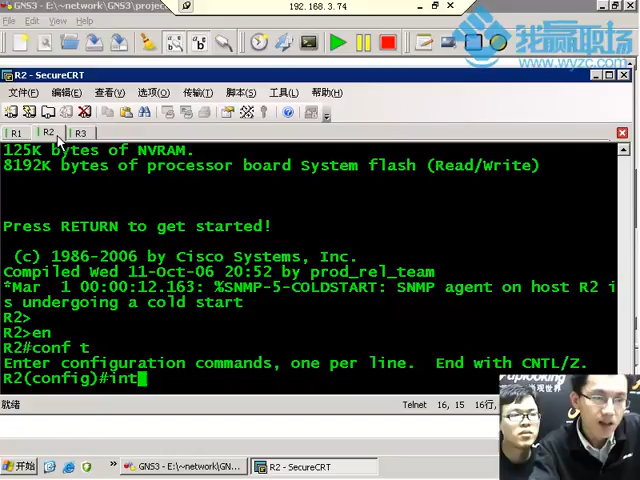 GNS3 - E:\~network\GNS3\project
192.168.3.74
File Edit View
我赢职场
www.wyzc.com
R2 - SecureCRT
文件(F) 编辑(E) 查看(V) 选项(O) 传输(T) 脚本(S) 工具(L) 帮助(H)
R1 R2 R3
125K bytes of NVRAM.
8192K bytes of processor board System flash (Read/Write)
Press RETURN to get started!
(c) 1986-2006 by Cisco Systems, Inc.
Compiled Wed 11-Oct-06 20:52 by prod_rel_team
*Mar 1 00:00:12.163: %SNMP-5-COLDSTART: SNMP agent on host R2 i
s undergoing a cold start
R2>
R2>en
R2#conf t
Enter configuration commands, one per line. End with CNTL/Z.
R2(config)#int
就绪 Telnet 16, 15 16行,
uplooking
尚观世界
开始 » GNS3 - E:\~network\GN... R2 - SecureCRT